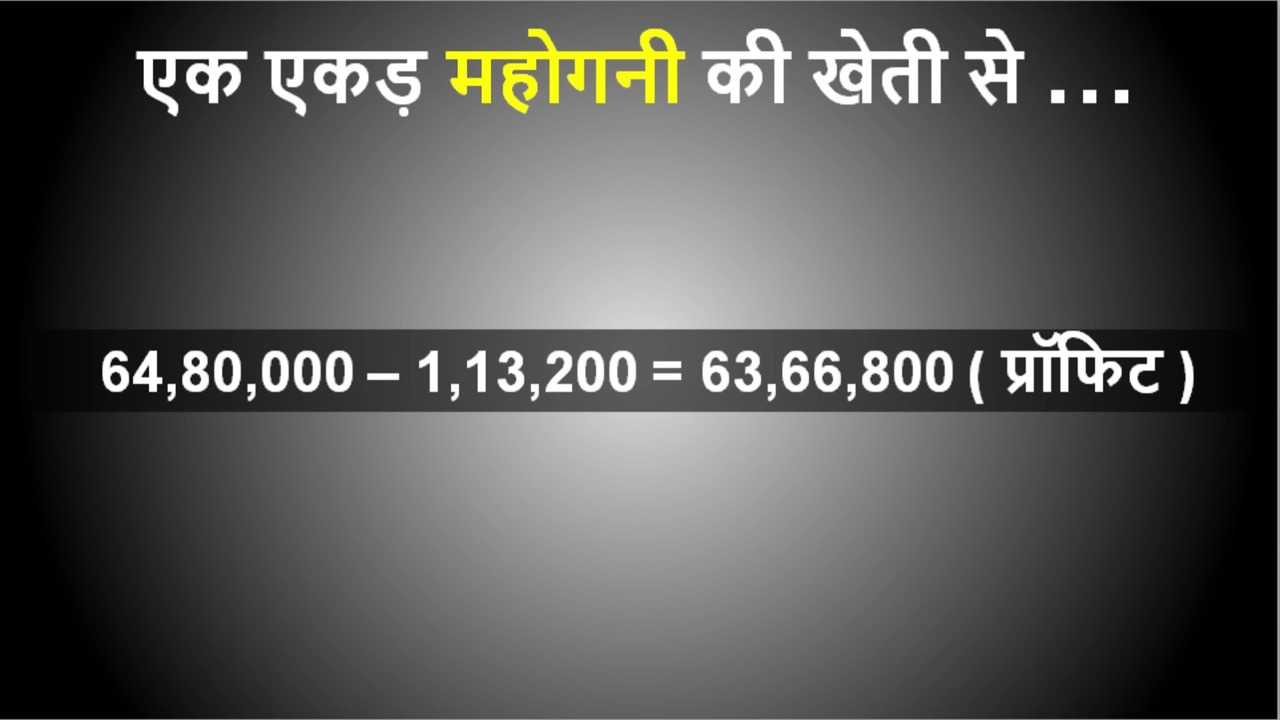 एक एकड़ महोगनी की खेती से ...
64,80,000 – 1,13,200 = 63,66,800 ( प्रॉफिट )